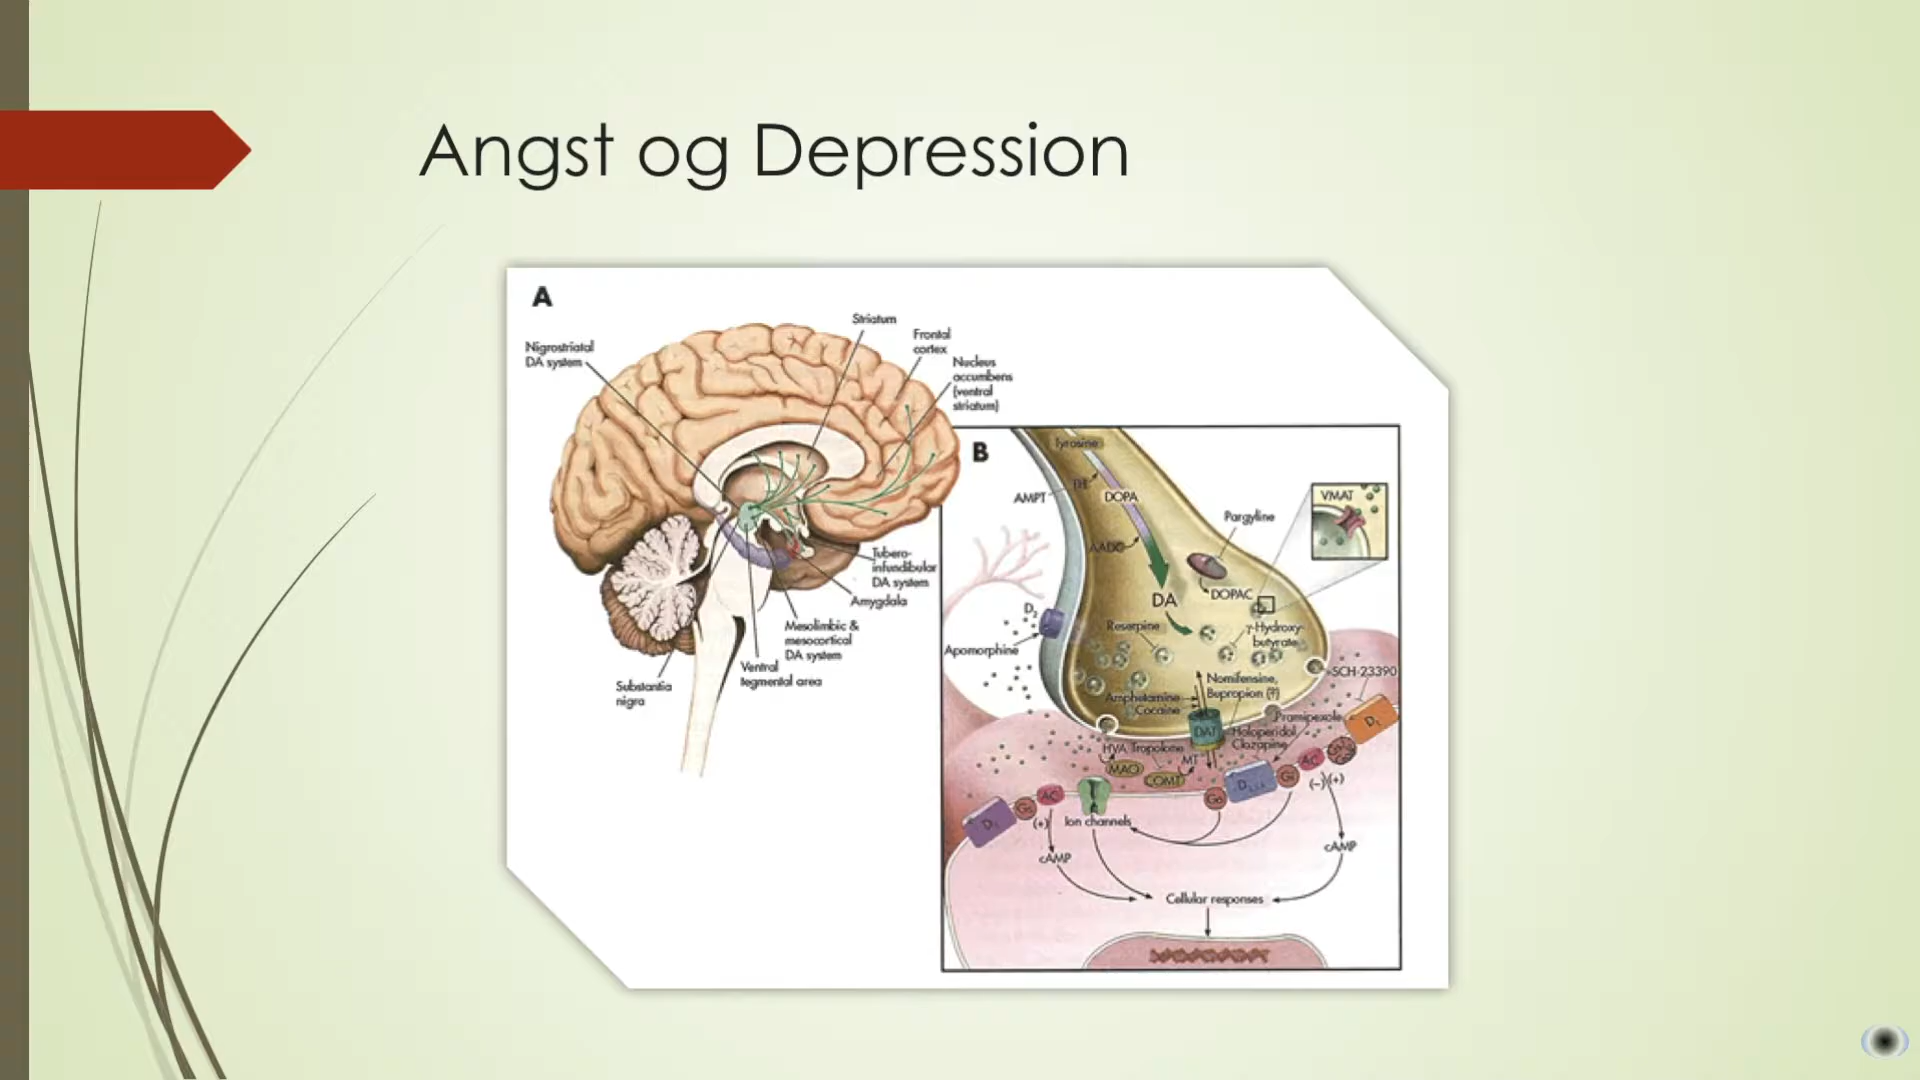 Angst og Depression
A
Striatum
Nigrostriatal
DA system
Frontal
cortex
Nucleus
accumbens
(ventral
striatum)
Tubero-
infundibular
DA system
Amygdala
Mesolimbic &
mesocortical
DA system
Ventral
tegmental area
Substantia
nigra
B
Tyrosine
AMPT
TH
DOPA
AADC
Pargyline
VMAT
DOPAC
DA
D2
Apomorphine
Reserpine
γ-Hydroxy-
butyrate
SCH-23390
Nomifensine,
Bupropion (?)
Amphetamine
Cocaine
Pramipexole
D1
DAT
Haloperidol
Clozapine
HVA Tropolone
MT
MAO
COMT
AC
Gi
(-)
(+)
AC
Gs
Go
(+)
Ion channels
cAMP
cAMP
Cellular responses